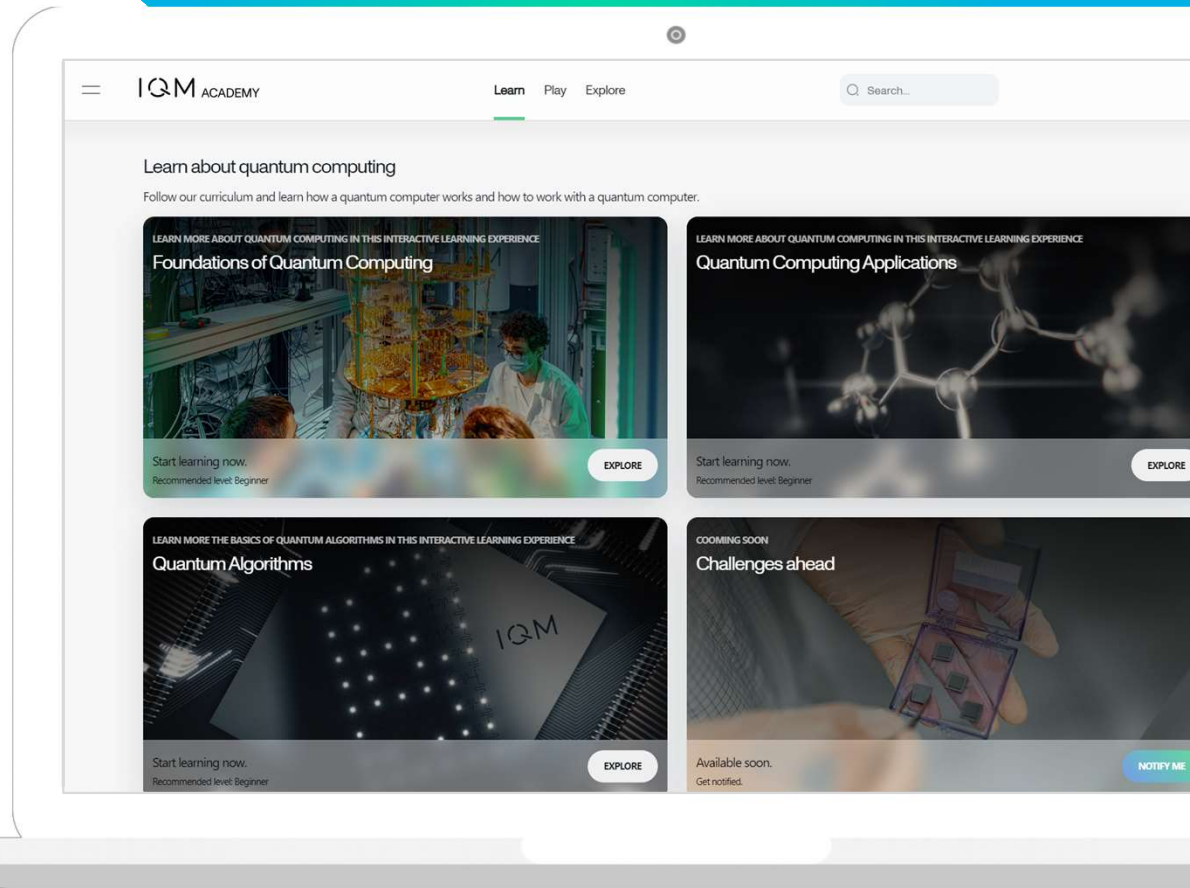 IQM ACADEMY
Learn Play Explore
Search...
Learn about quantum computing
Follow our curriculum and learn how a quantum computer works and how to work with a quantum computer.
LEARN MORE ABOUT QUANTUM COMPUTING IN THIS INTERACTIVE LEARNING EXPERIENCE
Foundations of Quantum Computing
Start learning now.
Recommended level: Beginner
EXPLORE
LEARN MORE ABOUT QUANTUM COMPUTING IN THIS INTERACTIVE LEARNING EXPERIENCE
Quantum Computing Applications
Start learning now.
Recommended level: Beginner
EXPLORE
LEARN MORE THE BASICS OF QUANTUM ALGORITHMS IN THIS INTERACTIVE LEARNING EXPERIENCE
Quantum Algorithms
IQM
Start learning now.
Recommended level: Beginner
EXPLORE
COOMING SOON
Challenges ahead
Available soon.
Get notified.
NOTIFY ME